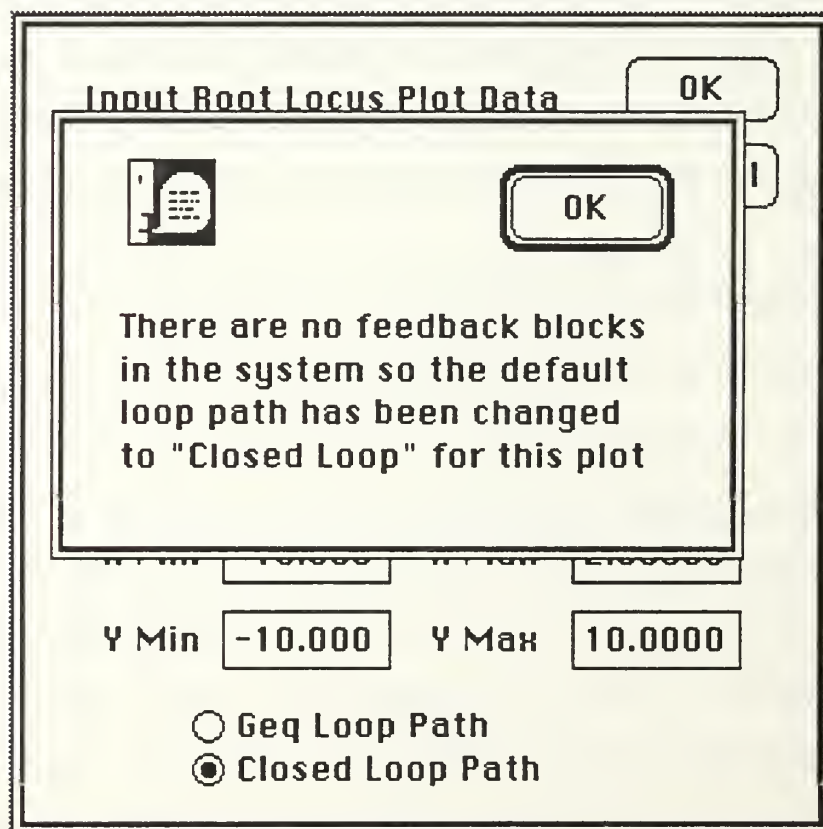 Input Root Locus Plot Data
OK
OK
There are no feedback blocks
in the system so the default
loop path has been changed
to "Closed Loop" for this plot
Y Min
-10.000
Y Max
10.0000
Geq Loop Path
Closed Loop Path